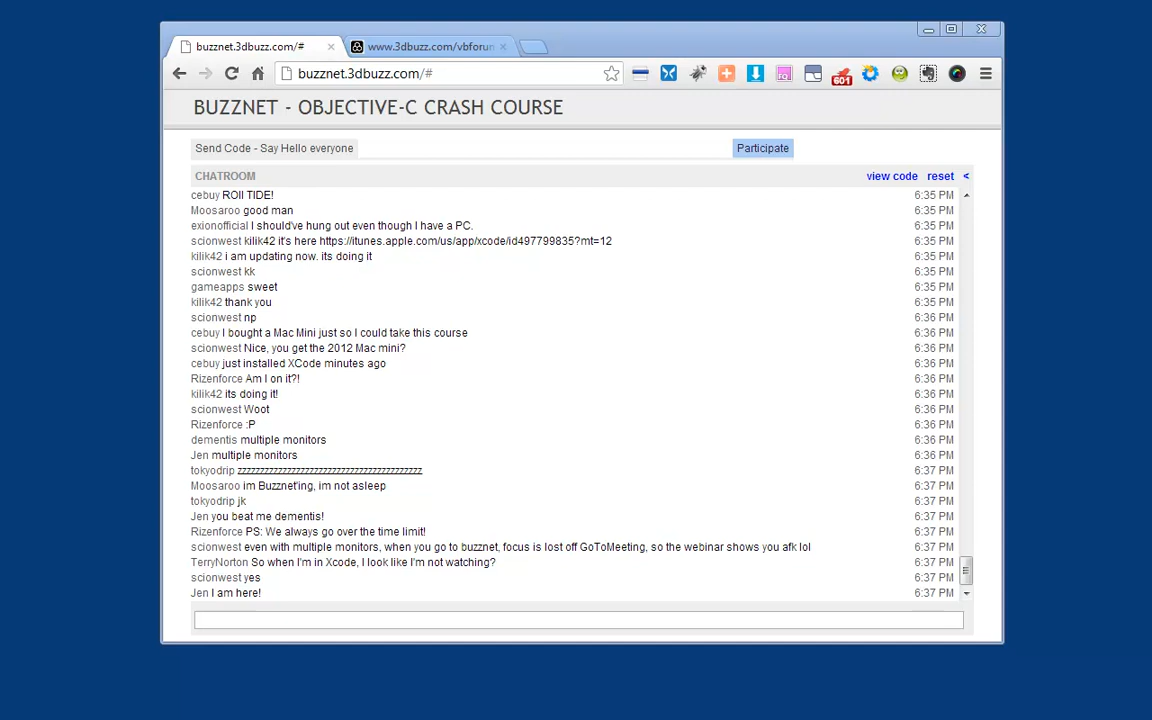 buzznet.3dbuzz.com/#
www.3dbuzz.com/vbforun
buzznet.3dbuzz.com/#
601
BUZZNET - OBJECTIVE-C CRASH COURSE
Send Code - Say Hello everyone
Participate
CHATROOM view code reset <
cebuy ROll TIDE! 6:35 PM
Moosaroo good man 6:35 PM
exionofficial I should've hung out even though I have a PC. 6:35 PM
scionwest kilik42 it's here https://itunes.apple.com/us/app/xcode/id497799835?mt=12 6:35 PM
kilik42 i am updating now. its doing it 6:35 PM
scionwest kk 6:35 PM
gameapps sweet 6:35 PM
kilik42 thank you 6:35 PM
scionwest np 6:36 PM
cebuy I bought a Mac Mini just so I could take this course 6:36 PM
scionwest Nice, you get the 2012 Mac mini? 6:36 PM
cebuy just installed XCode minutes ago 6:36 PM
Rizenforce Am I on it?! 6:36 PM
kilik42 its doing it! 6:36 PM
scionwest Woot 6:36 PM
Rizenforce :P 6:36 PM
dementis multiple monitors 6:36 PM
Jen multiple monitors 6:36 PM
tokyodrip zzzzzzzzzzzzzzzzzzzzzzzzzzzzzzzzzzzzzzzzz 6:37 PM
Moosaroo im Buzznet'ing, im not asleep 6:37 PM
tokyodrip jk 6:37 PM
Jen you beat me dementis! 6:37 PM
Rizenforce PS: We always go over the time limit! 6:37 PM
scionwest even with multiple monitors, when you go to buzznet, focus is lost off GoToMeeting, so the webinar shows you afk lol 6:37 PM
TerryNorton So when I'm in Xcode, I look like I'm not watching? 6:37 PM
scionwest yes 6:37 PM
Jen I am here! 6:37 PM